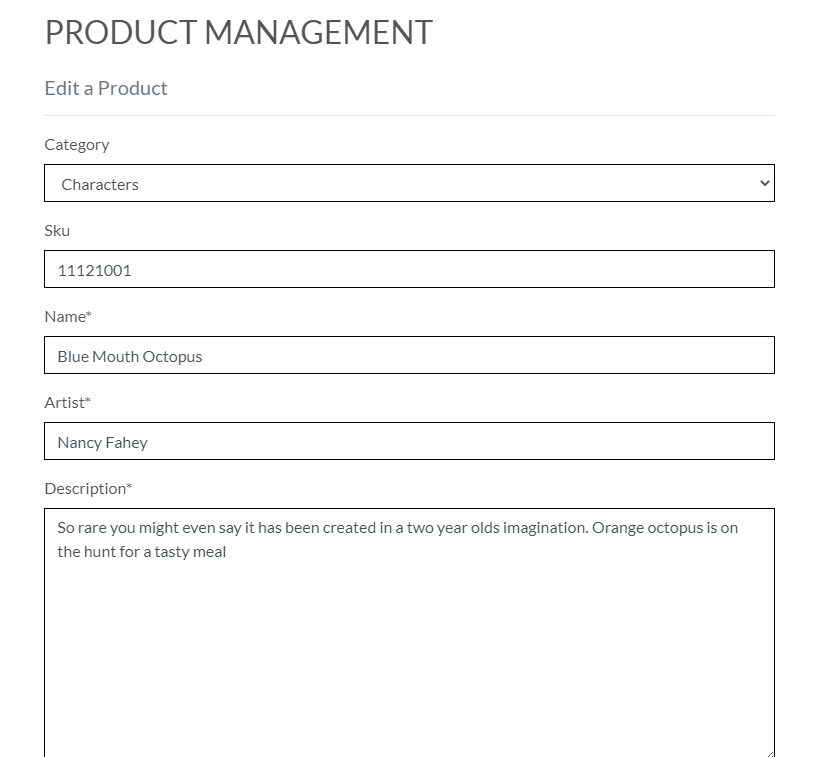 PRODUCT MANAGEMENT
Edit a Product
Category
Characters
Sku
11121001
Name*
Blue Mouth Octopus
Artist*
Nancy Fahey
Description*
So rare you might even say it has been created in a two year olds imagination. Orange octopus is on
the hunt for a tasty meal